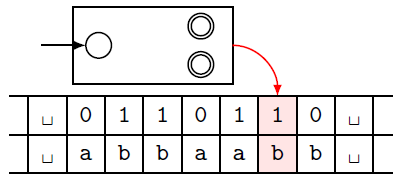 ␣ 0 1 1 0 1 1 0 ␣
␣ a b b a a b b ␣